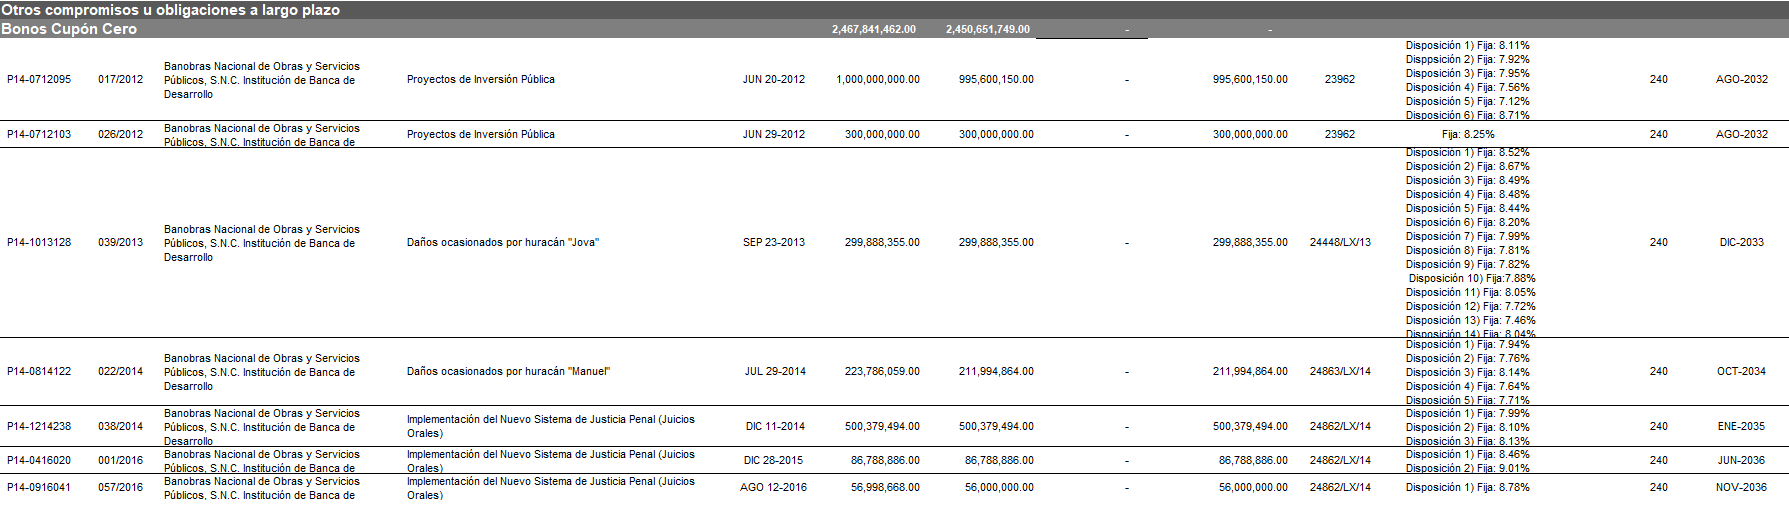 Otros compromisos u obligaciones a largo plazo
Bonos Cupón Cero 2,467,841,462.00 2,450,651,749.00 - -
P14-0712095 017/2012 Banobras Nacional de Obras y Servicios Públicos, S.N.C. Institución de Banca de Desarrollo Proyectos de Inversión Pública JUN 20-2012 1,000,000,000.00 995,600,150.00 - 995,600,150.00 23962 Disposición 1) Fija: 8.11%
Disppsición 2) Fija: 7.92%
Disposición 3) Fija: 7.95%
Disposición 4) Fija: 7.56%
Disposición 5) Fija: 7.12%
Disposición 6) Fija: 8.71%
240 AGO-2032
P14-0712103 026/2012 Banobras Nacional de Obras y Servicios Públicos, S.N.C. Institución de Banca de Proyectos de Inversión Pública JUN 29-2012 300,000,000.00 300,000,000.00 - 300,000,000.00 23962 Fija: 8.25% 240 AGO-2032
P14-1013128 039/2013 Banobras Nacional de Obras y Servicios Públicos, S.N.C. Institución de Banca de Desarrollo Daños ocasionados por huracán "Jova" SEP 23-2013 299,888,355.00 299,888,355.00 - 299,888,355.00 24448/LX/13 Disposición 1) Fija: 8.52%
Disposición 2) Fija: 8.67%
Disposición 3) Fija: 8.49%
Disposición 4) Fija: 8.48%
Disposición 5) Fija: 8.44%
Disposición 6) Fija: 8.20%
Disposición 7) Fija: 7.99%
Disposición 8) Fija: 7.81%
Disposición 9) Fija: 7.82%
Disposición 10) Fija:7.88%
Disposición 11) Fija: 8.05%
Disposición 12) Fija: 7.72%
Disposición 13) Fija: 7.46%
Disposición 14) Fija: 8.04%
240 DIC-2033
P14-0814122 022/2014 Banobras Nacional de Obras y Servicios Públicos, S.N.C. Institución de Banca de Desarrollo Daños ocasionados por huracán "Manuel" JUL 29-2014 223,786,059.00 211,994,864.00 - 211,994,864.00 24863/LX/14 Disposición 1) Fija: 7.94%
Disposición 2) Fija: 7.76%
Disposición 3) Fija: 8.14%
Disposición 4) Fija: 7.64%
Disposición 5) Fija: 7.71%
240 OCT-2034
P14-1214238 038/2014 Banobras Nacional de Obras y Servicios Públicos, S.N.C. Institución de Banca de Desarrollo Implementación del Nuevo Sistema de Justicia Penal (Juicios Orales) DIC 11-2014 500,379,494.00 500,379,494.00 - 500,379,494.00 24862/LX/14 Disposición 1) Fija: 7.99%
Disposición 2) Fija: 8.10%
Disposición 3) Fija: 8.13%
240 ENE-2035
P14-0416020 001/2016 Banobras Nacional de Obras y Servicios Públicos, S.N.C. Institución de Banca de Implementación del Nuevo Sistema de Justicia Penal (Juicios Orales) DIC 28-2015 86,788,886.00 86,788,886.00 - 86,788,886.00 24862/LX/14 Disposición 1) Fija: 8.46%
Disposición 2) Fija: 9.01%
240 JUN-2036
P14-0916041 057/2016 Banobras Nacional de Obras y Servicios Públicos, S.N.C. Institución de Banca de Implementación del Nuevo Sistema de Justicia Penal (Juicios Orales) AGO 12-2016 56,998,668.00 56,000,000.00 - 56,000,000.00 24862/LX/14 Disposición 1) Fija: 8.78% 240 NOV-2036